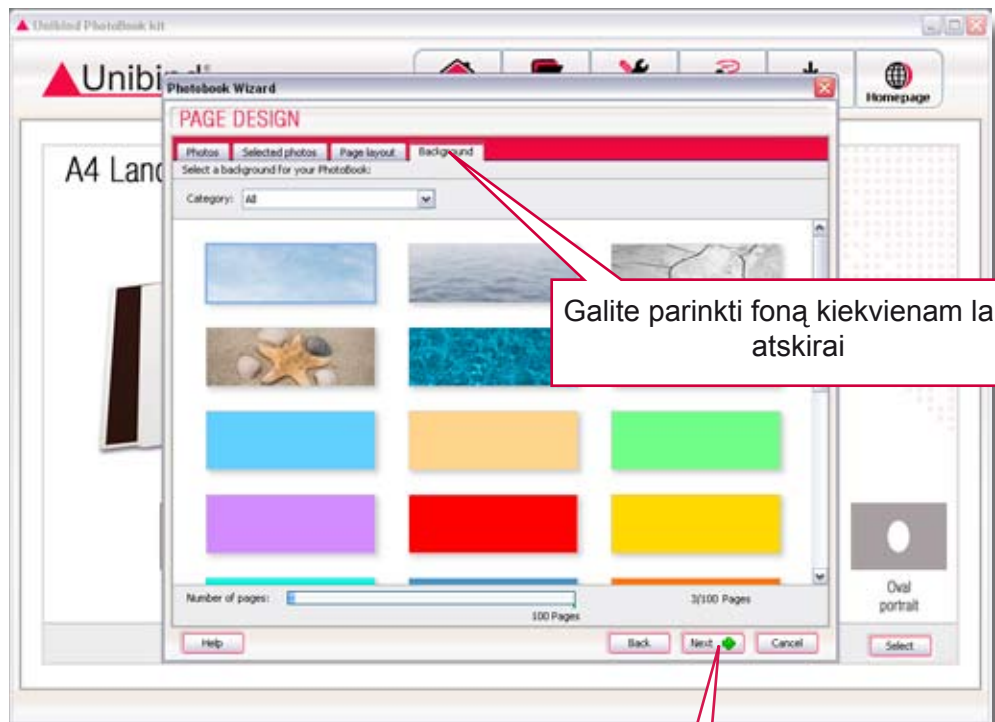 Unibind PhotoBook kit
Unibi
Homepage
Photobook Wizard
PAGE DESIGN
Photos Selected photos Page layout Background
Select a background for your PhotoBook:
Category: All
A4 Land
Galite parinkti foną kiekvienam la
atskirai
Number of pages: 3/100 Pages
100 Pages
Help Back Next Cancel
Oval
portrait
Select